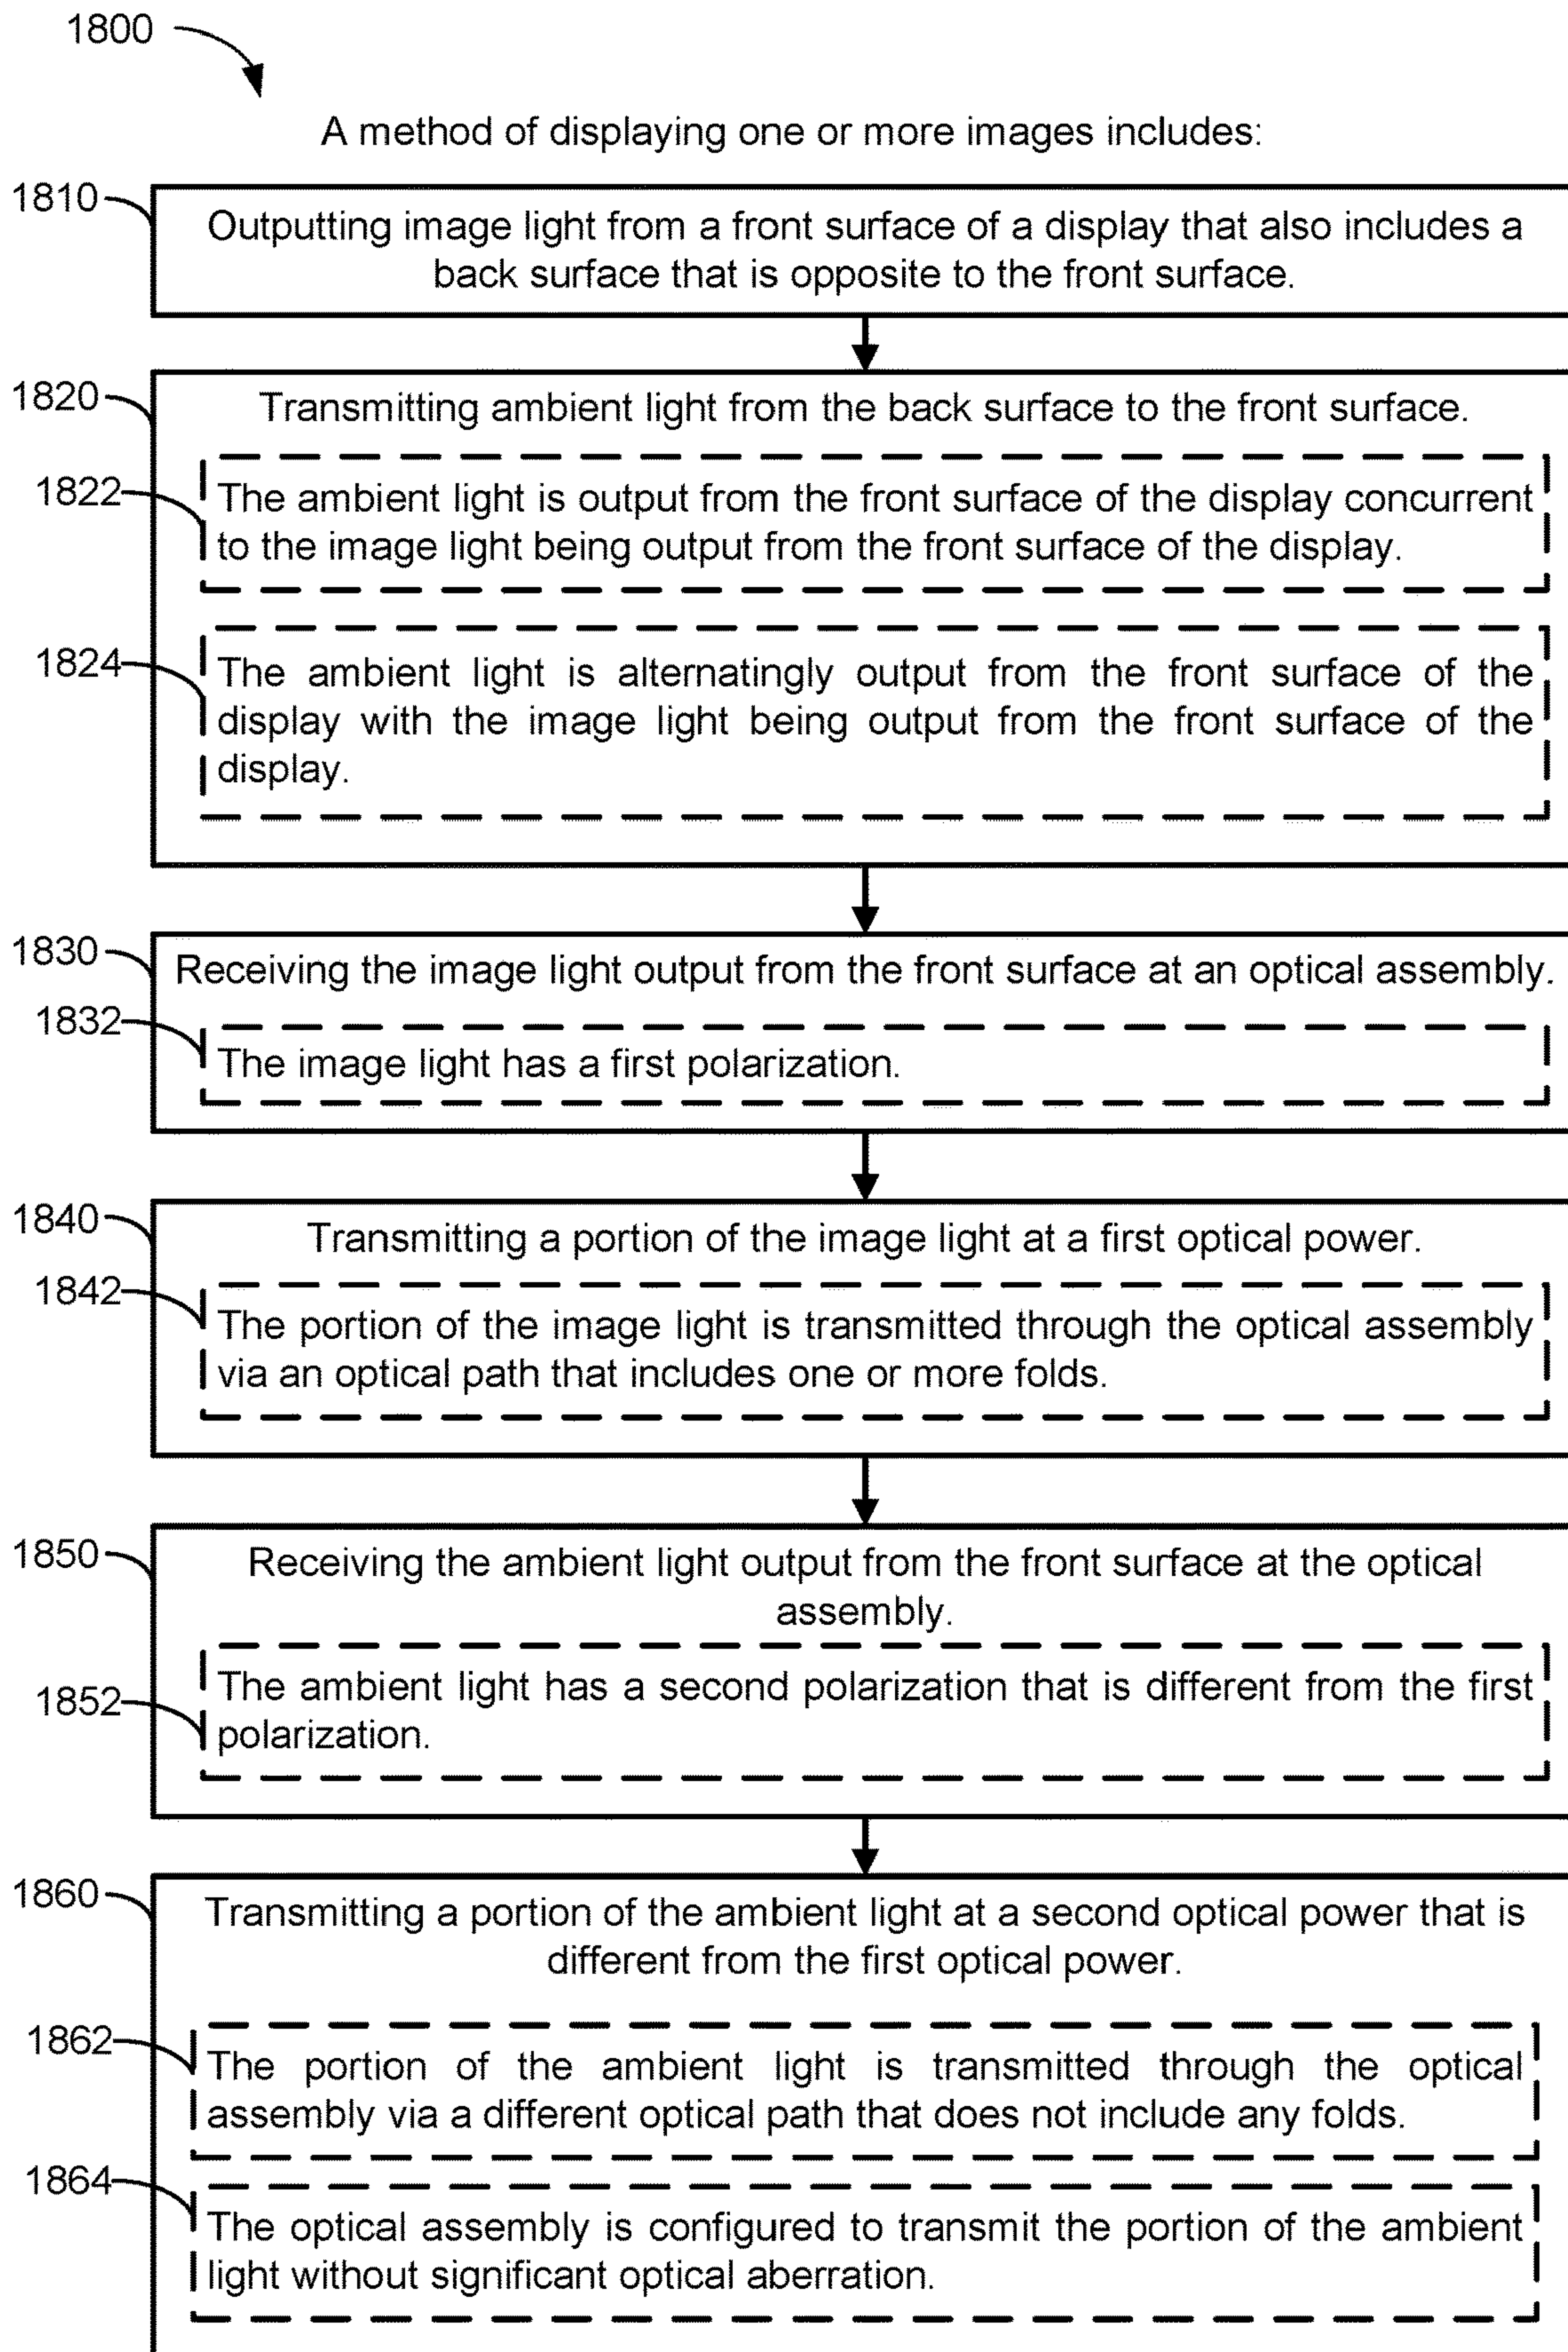 1800
A method of displaying one or more images includes:
1810
Outputting image light from a front surface of a display that also includes a
back surface that is opposite to the front surface.
1820
Transmitting ambient light from the back surface to the front surface.
1822
The ambient light is output from the front surface of the display concurrent
to the image light being output from the front surface of the display.
1824
The ambient light is alternatingly output from the front surface of the
display with the image light being output from the front surface of the
display.
1830
Receiving the image light output from the front surface at an optical assembly.
1832
The image light has a first polarization.
1840
Transmitting a portion of the image light at a first optical power.
1842
The portion of the image light is transmitted through the optical assembly
via an optical path that includes one or more folds.
1850
Receiving the ambient light output from the front surface at the optical
assembly.
1852
The ambient light has a second polarization that is different from the first
polarization.
1860
Transmitting a portion of the ambient light at a second optical power that is
different from the first optical power.
1862
The portion of the ambient light is transmitted through the optical
assembly via a different optical path that does not include any folds.
1864
The optical assembly is configured to transmit the portion of the ambient
light without significant optical aberration.